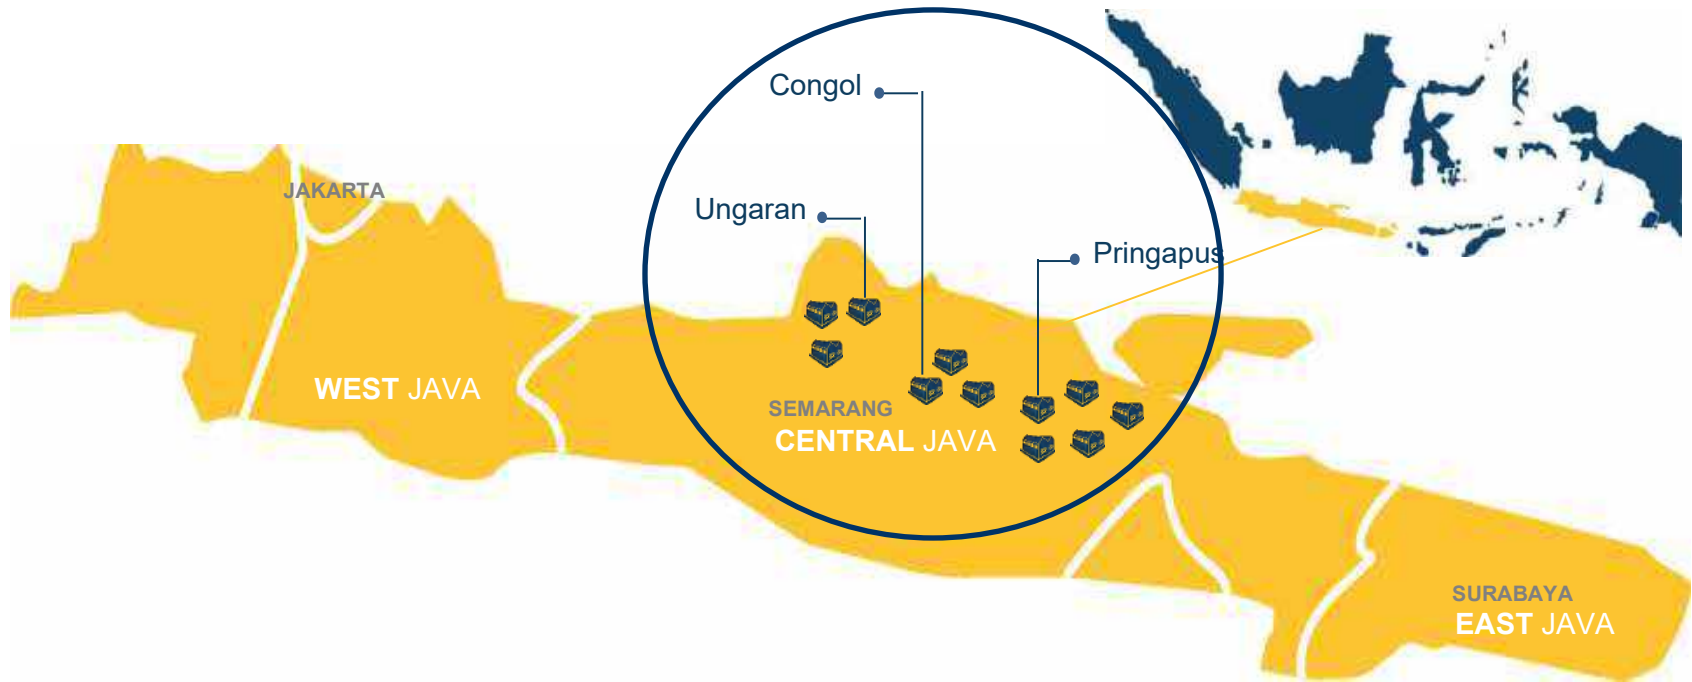 Congol
JAKARTA
Ungaran
Pringapus
WEST JAVA
SEMARANG
CENTRAL JAVA
SURABAYA
EAST JAVA